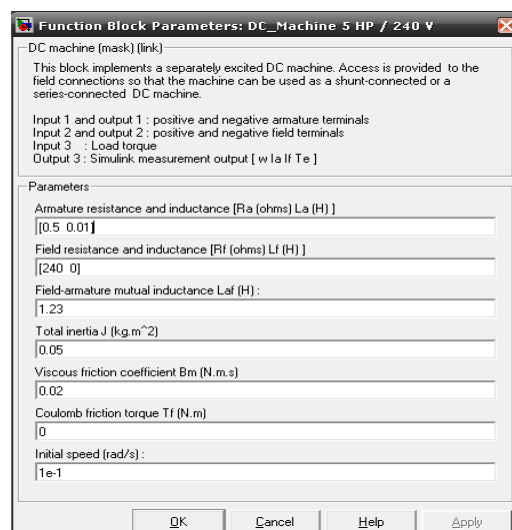 Function Block Parameters: DC_Machine 5 HP / 240 V
DC machine (mask) (link)
This block implements a separately excited DC machine. Access is provided to the
field connections so that the machine can be used as a shunt-connected or a
series-connected DC machine.
Input 1 and output 1 : positive and negative armature terminals
Input 2 and output 2 : positive and negative field terminals
Input 3 : Load torque
Output 3 : Simulink measurement output [ w Ia If Te ]
Parameters
Armature resistance and inductance [Ra (ohms) La (H) ]
[0.5 0.01]
Field resistance and inductance [Rf (ohms) Lf (H) ]
[240 0]
Field-armature mutual inductance Laf (H) :
1.23
Total inertia J (kg.m^2)
0.05
Viscous friction coefficient Bm (N.m.s)
0.02
Coulomb friction torque Tf (N.m)
0
Initial speed (rad/s) :
1e-1
OK Cancel Help Apply